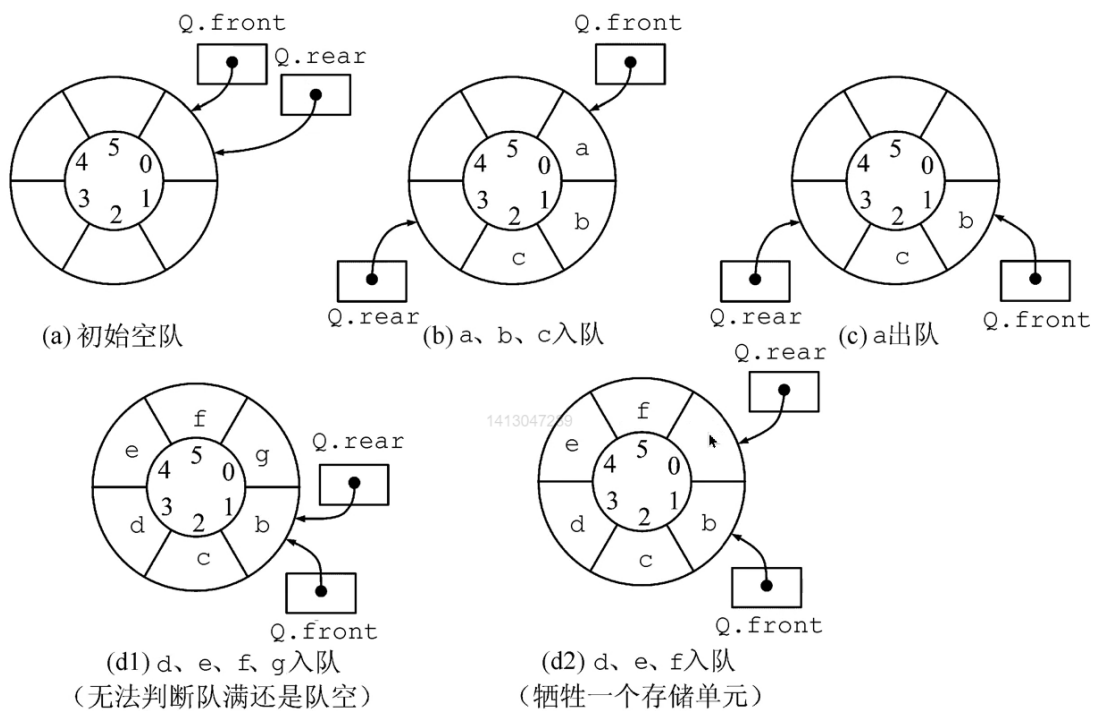 Q.front
Q.rear
4 5 0
3 2 1
(a) 初始空队
Q.front
4 5 0
3 2 1
a
b
c
Q.rear
(b) a、b、c入队
4 5 0
3 2 1
b
c
Q.rear
Q.front
(c) a出队
f
e
g
4 5 0
3 2 1
d
b
c
Q.rear
Q.front
(d1) d、e、f、g入队
(无法判断队满还是队空)
1413047289
Q.rear
f
e
4 5 0
3 2 1
d
b
c
Q.front
(d2) d、e、f入队
(牺牲一个存储单元)